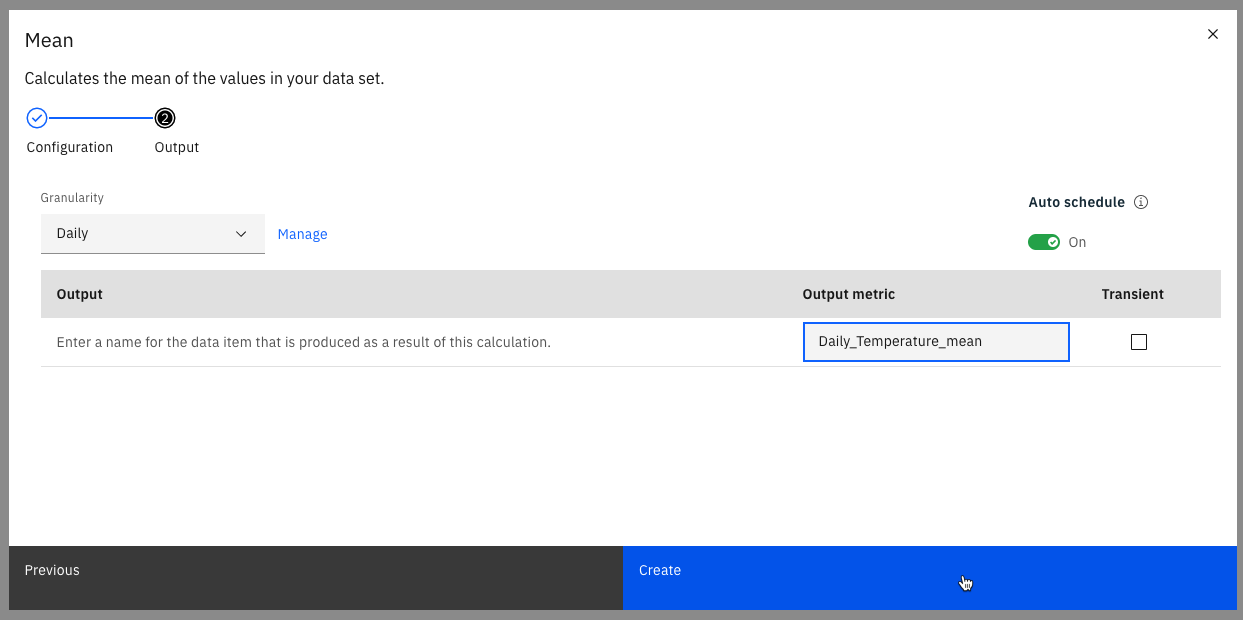 Mean
Calculates the mean of the values in your data set.
2
Configuration
Output
Granularity
Auto schedule
Daily
Manage
On
Output
Output metric
Transient
Enter a name for the data item that is produced as a result of this calculation.
Daily_Temperature_mean
Previous
Create